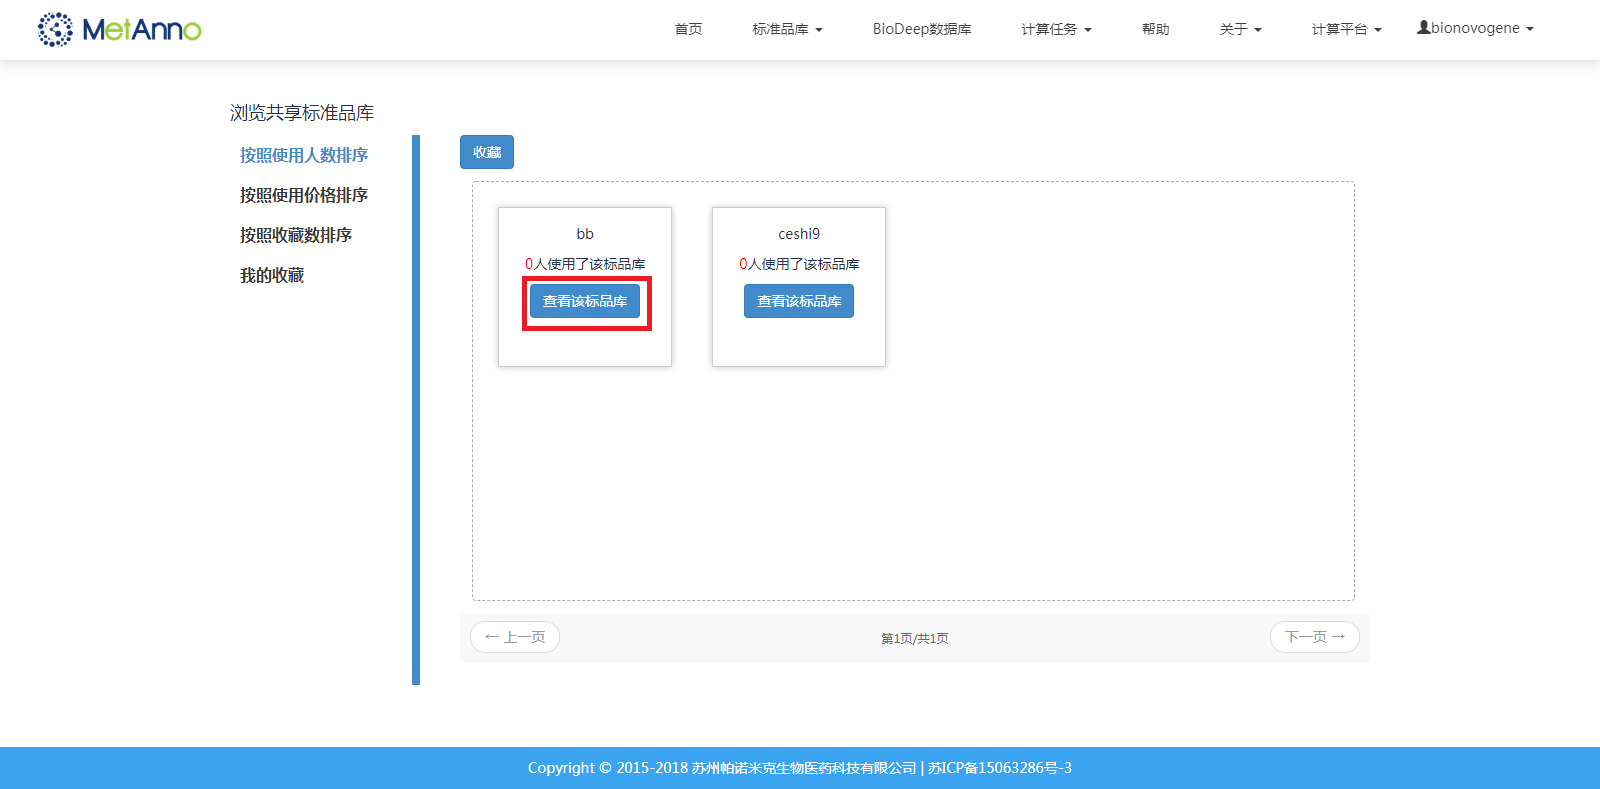 MetAnno
首页 标准品库 BioDeep数据库 计算任务 帮助 关于 计算平台 bionovogene
浏览共享标准品库
按照使用人数排序
按照使用价格排序
按照收藏数排序
我的收藏
收藏
bb
0人使用了该标品库
查看该标品库
ceshi9
0人使用了该标品库
查看该标品库
← 上一页 第1页/共1页 下一页 →
Copyright © 2015-2018 苏州帕诺米克生物医药科技有限公司 | 苏ICP备15063286号-3